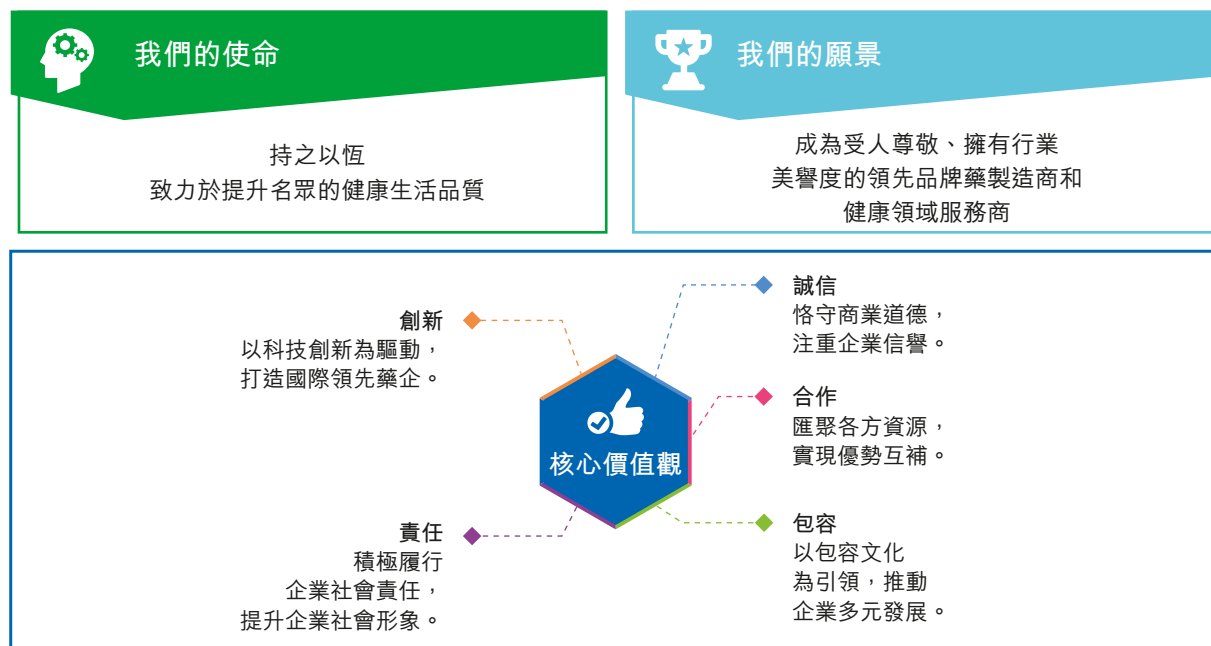 我們的使命
持之以恆
致力於提升名眾的健康生活品質
我們的願景
成為受人尊敬、擁有行業
美譽度的領先品牌藥製造商和
健康領域服務商
創新
以科技創新為驅動，
打造國際領先藥企。
誠信
恪守商業道德，
注重企業信譽。
合作
匯聚各方資源，
實現優勢互補。
核心價值觀
責任
積極履行
企業社會責任，
提升企業社會形象。
包容
以包容文化
為引領，推動
企業多元發展。